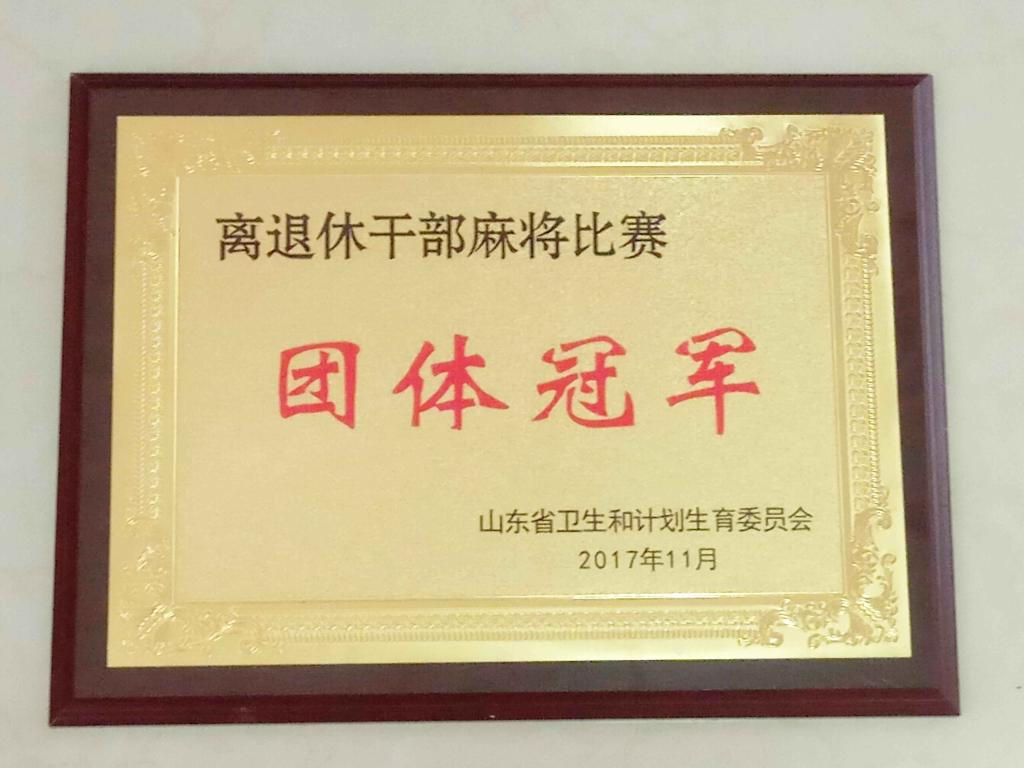 离退休干部麻将比赛
团体冠军
山东省卫生和计划生育委员会
2017年11月